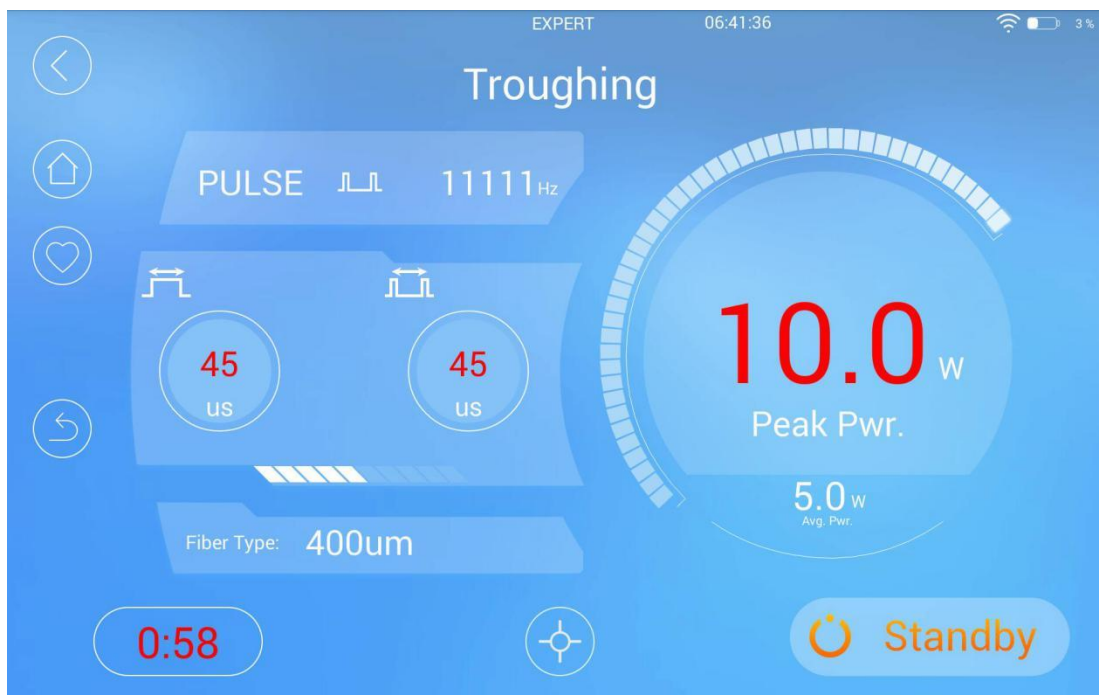 EXPERT 06:41:36 3%
Troughing
PULSE 11111Hz
45 us
45 us
10.0 W
Peak Pwr.
5.0 W
Avg. Pwr.
Fiber Type: 400um
0:58
Standby